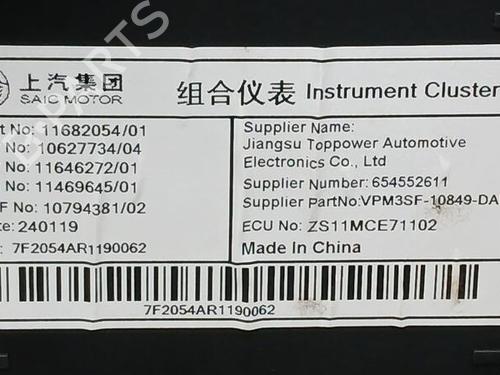 上汽集团
SAIC MOTOR
组合仪表 Instrument Cluster
No: 11682054/01
No: 10627734/04
No: 11646272/01
No: 11469645/01
No: 10794381/02
240119
7F2054AR1190062
Supplier Name:
Jiangsu Toppower Automotive
Electronics Co., Ltd
Supplier Number: 654552611
Supplier PartNo:VPM3SF-10849-DA
ECU No: ZS11MCE71102
Made In China
7F2054AR1190062